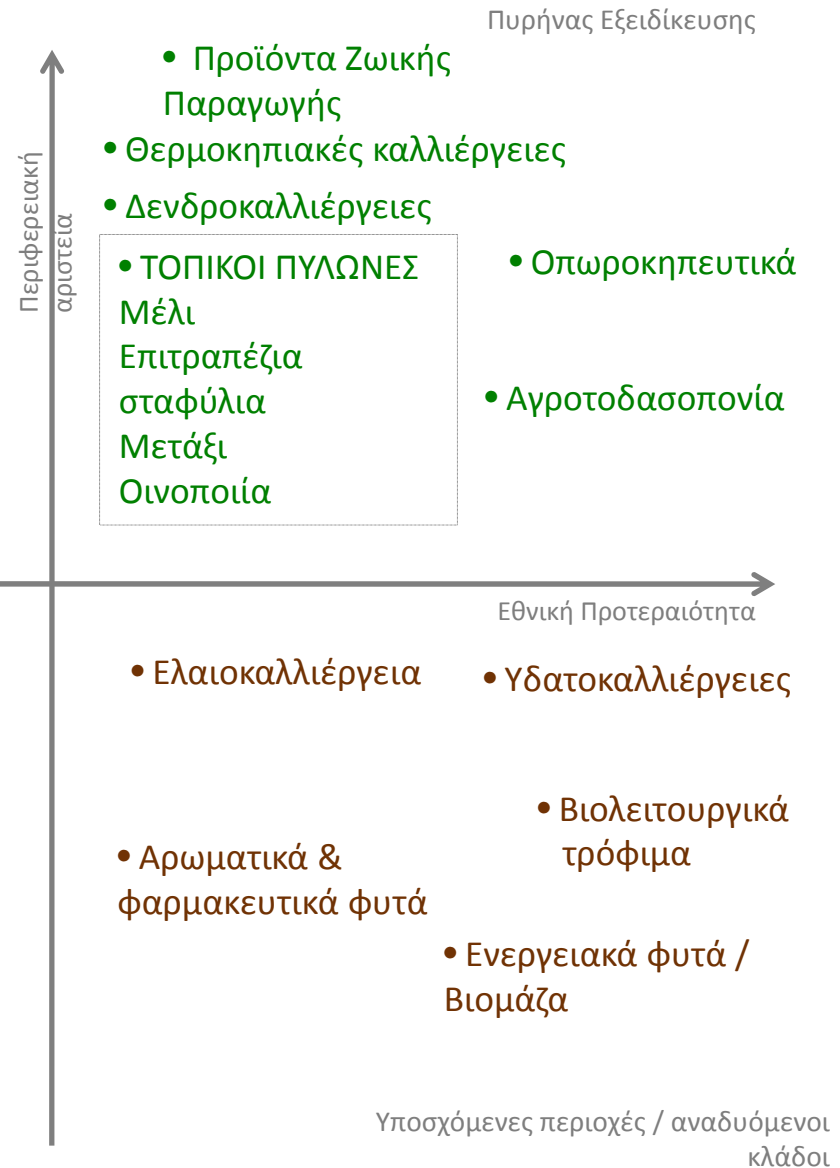 Πυρήνας Εξειδίκευσης
• Προϊόντα Ζωικής
Παραγωγής
• Θερμοκηπιακές καλλιέργειες
• Δενδροκαλλιέργειες
Περιφερειακή
αριστεία
• ΤΟΠΙΚΟΙ ΠΥΛΩΝΕΣ
Μέλι
Επιτραπέζια
σταφύλια
Μετάξι
Οινοποιία
• Οπωροκηπευτικά
• Αγροτοδασοπονία
Εθνική Προτεραιότητα
• Ελαιοκαλλιέργεια
• Υδατοκαλλιέργειες
• Βιολειτουργικά
τρόφιμα
• Αρωματικά &
φαρμακευτικά φυτά
• Ενεργειακά φυτά /
Βιομάζα
Υποσχόμενες περιοχές / αναδυόμενοι
κλάδοι